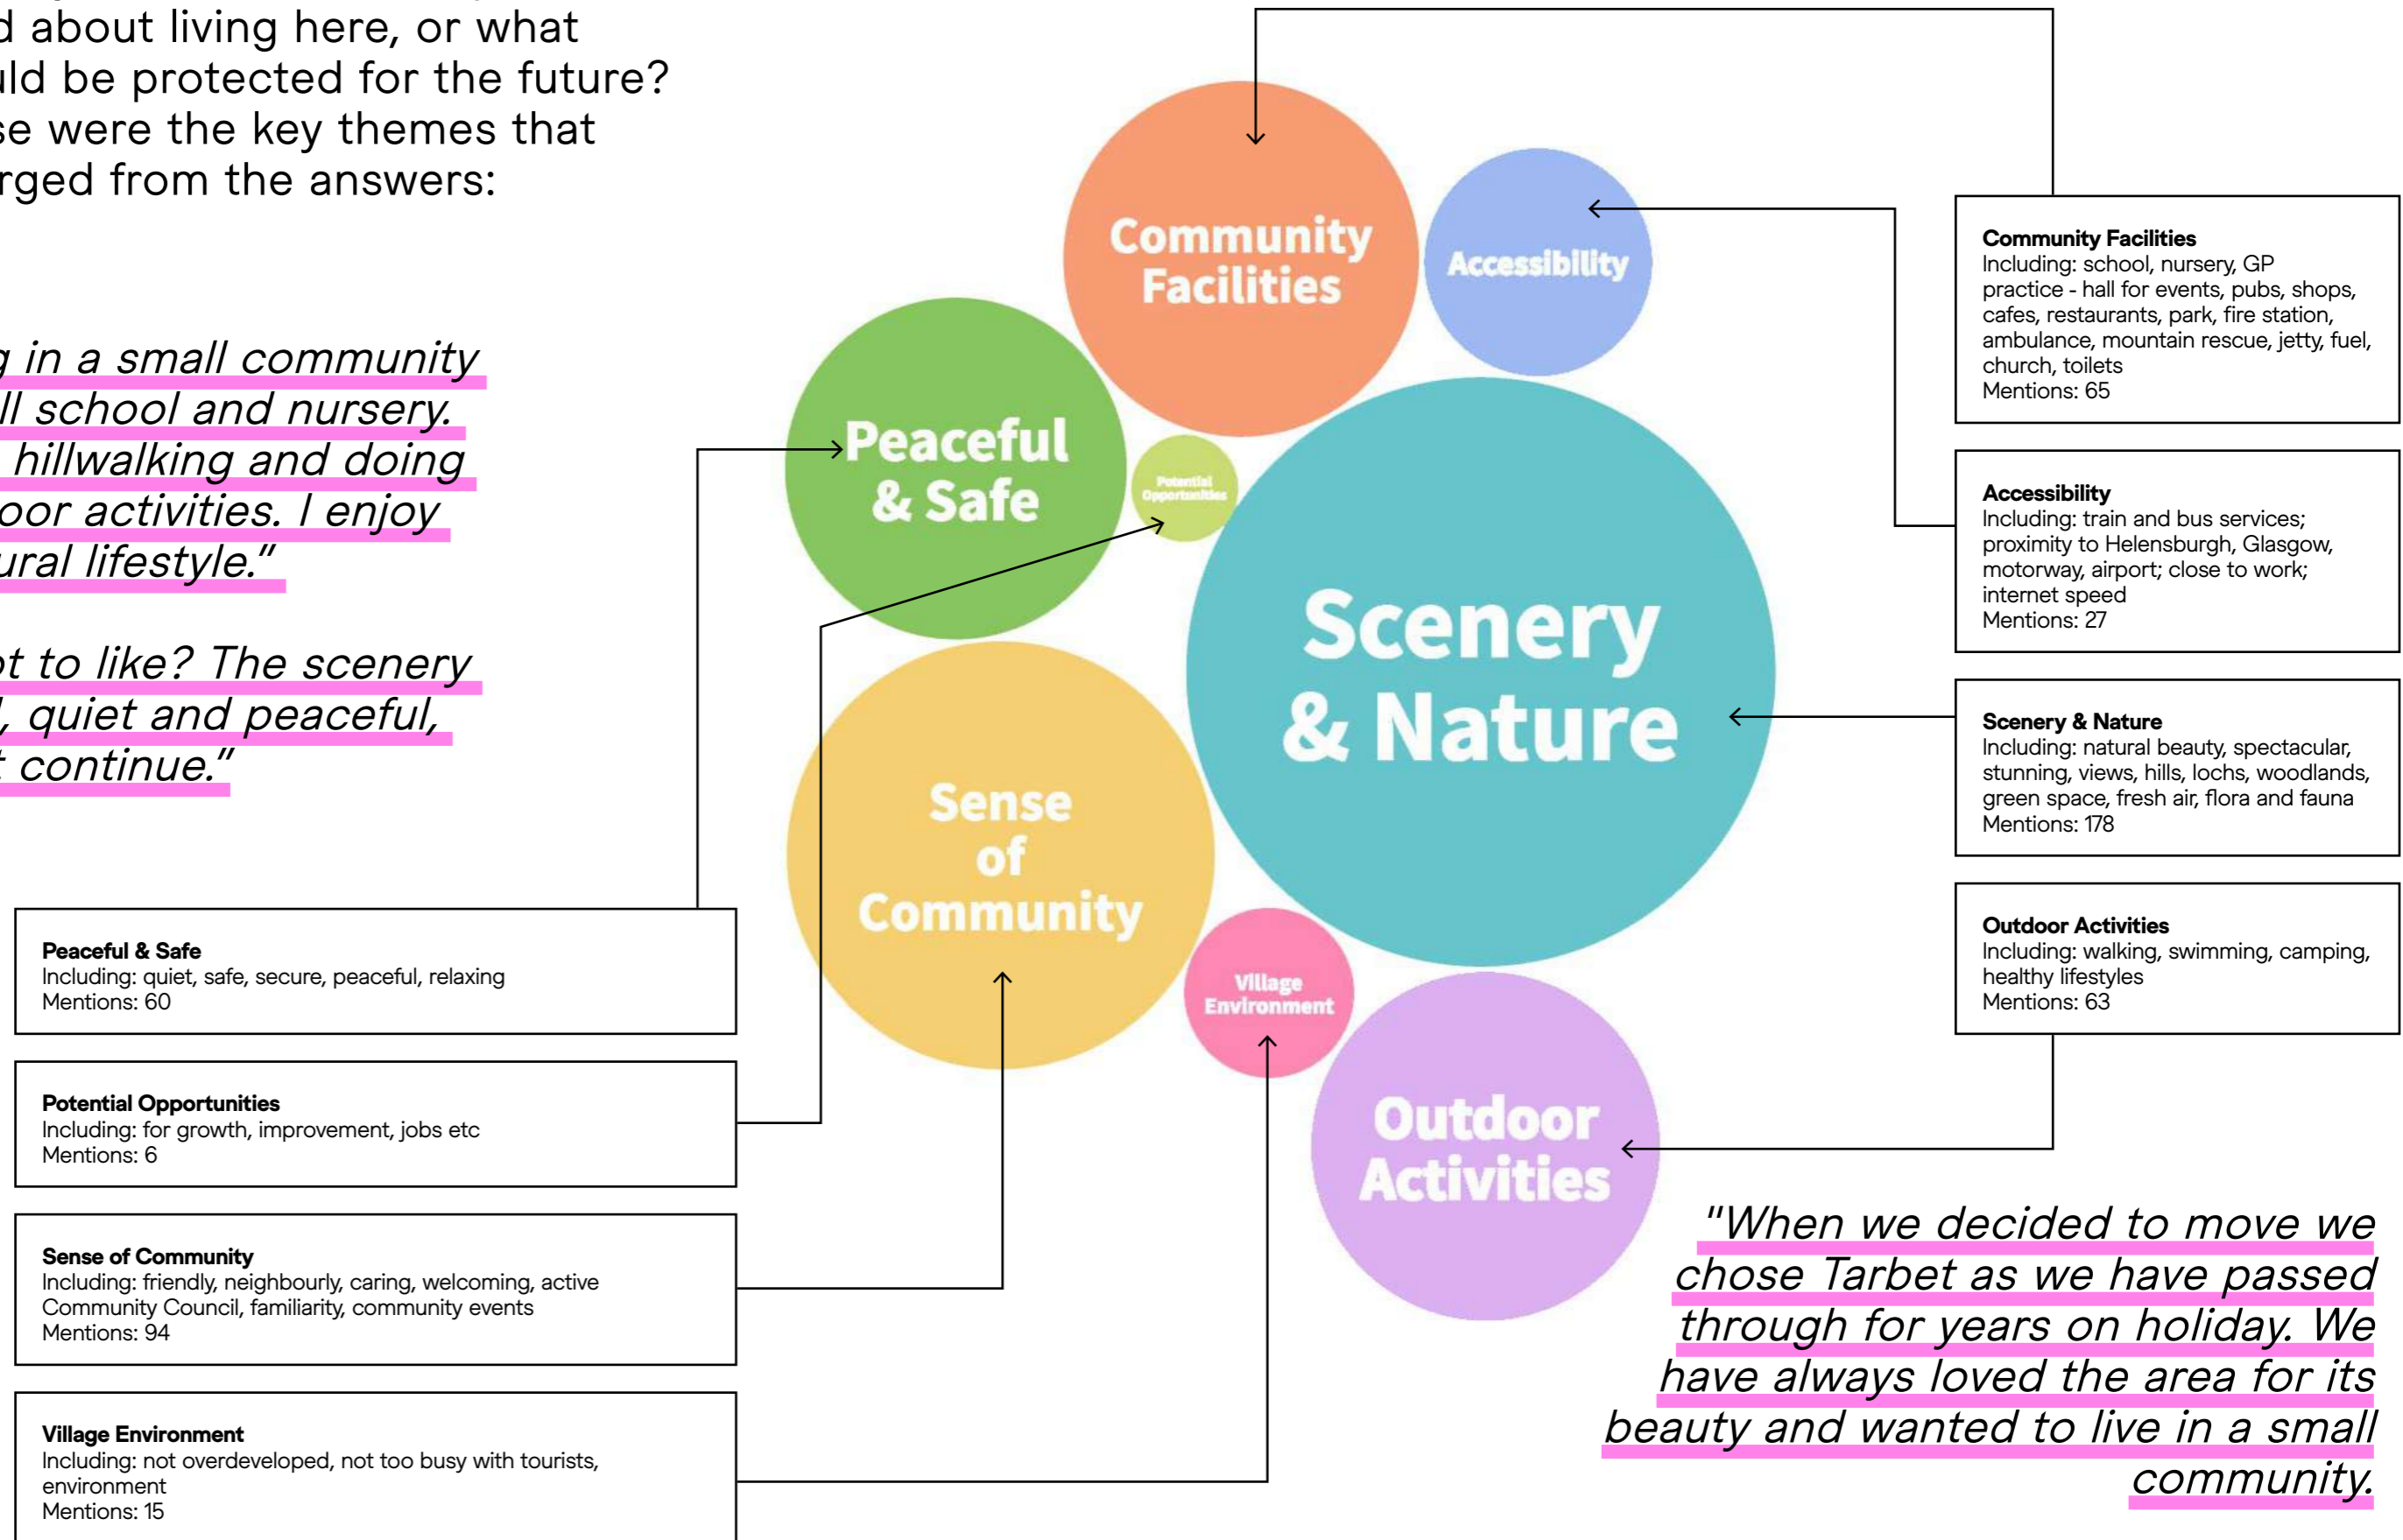 d about living here, or what
uld be protected for the future?
se were the key themes that
rged from the answers:
g in a small community
ll school and nursery.
hillwalking and doing
oor activities. I enjoy
ural lifestyle."
ot to like? The scenery
l, quiet and peaceful,
t continue."
Community
Facilities
Accessibility
Peaceful
& Safe
Potential
Opportunities
Scenery
& Nature
Sense
of
Community
Village
Environment
Outdoor
Activities
Community Facilities
Including: school, nursery, GP
practice - hall for events, pubs, shops,
cafes, restaurants, park, fire station,
ambulance, mountain rescue, jetty, fuel,
church, toilets
Mentions: 65
Accessibility
Including: train and bus services;
proximity to Helensburgh, Glasgow,
motorway, airport; close to work;
internet speed
Mentions: 27
Scenery & Nature
Including: natural beauty, spectacular,
stunning, views, hills, lochs, woodlands,
green space, fresh air, flora and fauna
Mentions: 178
Outdoor Activities
Including: walking, swimming, camping,
healthy lifestyles
Mentions: 63
Peaceful & Safe
Including: quiet, safe, secure, peaceful, relaxing
Mentions: 60
Potential Opportunities
Including: for growth, improvement, jobs etc
Mentions: 6
Sense of Community
Including: friendly, neighbourly, caring, welcoming, active
Community Council, familiarity, community events
Mentions: 94
Village Environment
Including: not overdeveloped, not too busy with tourists,
environment
Mentions: 15
"When we decided to move we
chose Tarbet as we have passed
through for years on holiday. We
have always loved the area for its
beauty and wanted to live in a small
community.